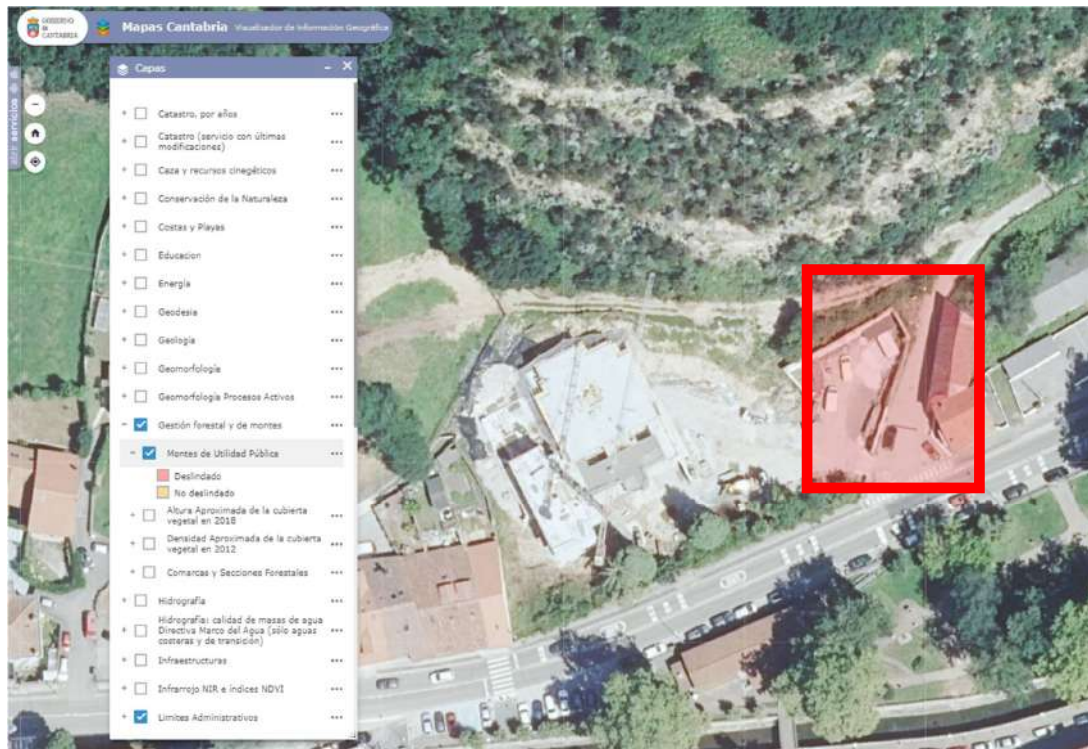 GOBIERNO
de
CANTABRIA
Mapas Cantabria Visualizador de Información Geográfica
Capas
abrir servicios
Catastro, por años
Catastro (servicio con últimas
modificaciones)
Caza y recursos cinegéticos
Conservación de la Naturaleza
Costas y Playas
Educacion
Energía
Geodesia
Geología
Geomorfología
Geomorfología Procesos Activos
Gestión forestal y de montes
Montes de Utilidad Pública
Deslindado
No deslindado
Altura Aproximada de la cubierta
vegetal en 2018
Densidad Aproximada de la cubierta
vegetal en 2012
Comarcas y Secciones Forestales
Hidrografía
Hidrografía: calidad de masas de agua
Directiva Marco del Agua (sólo aguas
costeras y de transición)
Infraestructuras
Infrarrojo NIR e índices NDVI
Limites Administrativos